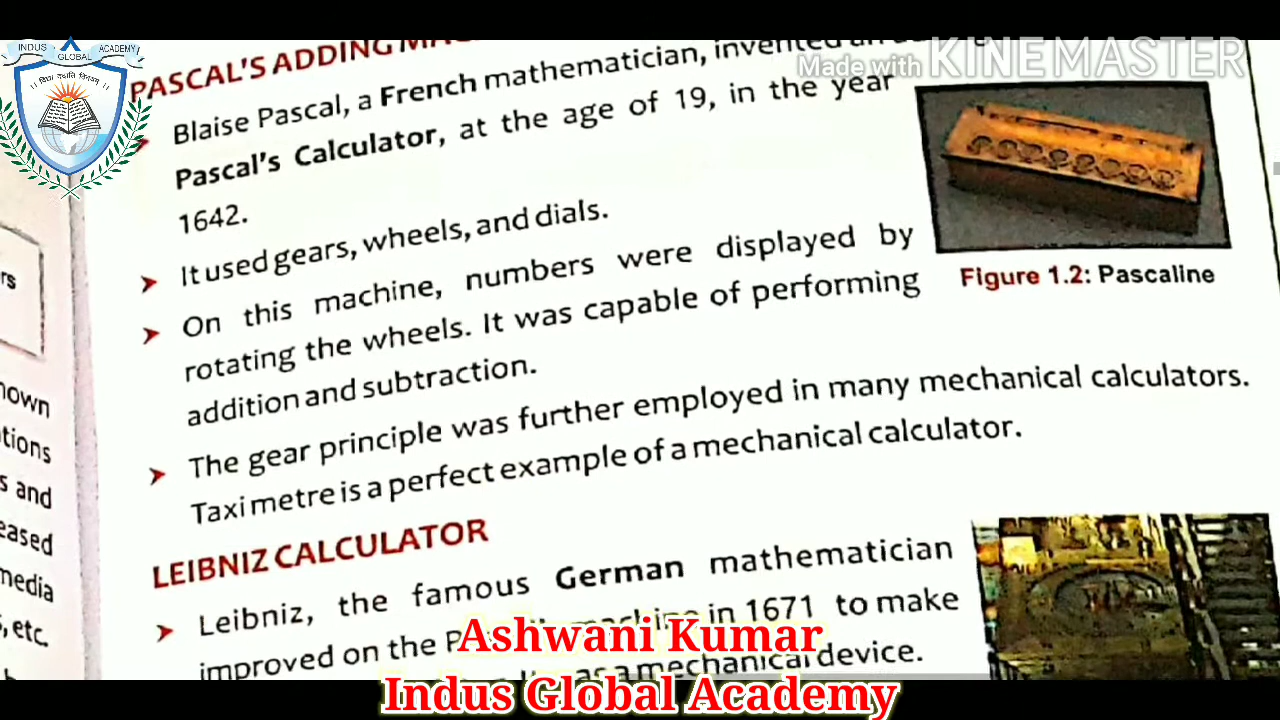 INDUS GLOBAL ACADEMY
PASCAL'S ADDING
Made with KINEMASTER
Blaise Pascal, a French mathematician, invented an
Pascal's Calculator, at the age of 19, in the year
1642.
➤ It used gears, wheels, and dials.
➤ On this machine, numbers were displayed by
rotating the wheels. It was capable of performing
addition and subtraction.
Figure 1.2: Pascaline
➤ The gear principle was further employed in many mechanical calculators.
Taxi metre is a perfect example of a mechanical calculator.
LEIBNIZ CALCULATOR
➤ Leibniz, the famous German mathematician
improved on the machine in 1671 to make
as a mechanical device.
and
media
etc.
Ashwani Kumar
Indus Global Academy